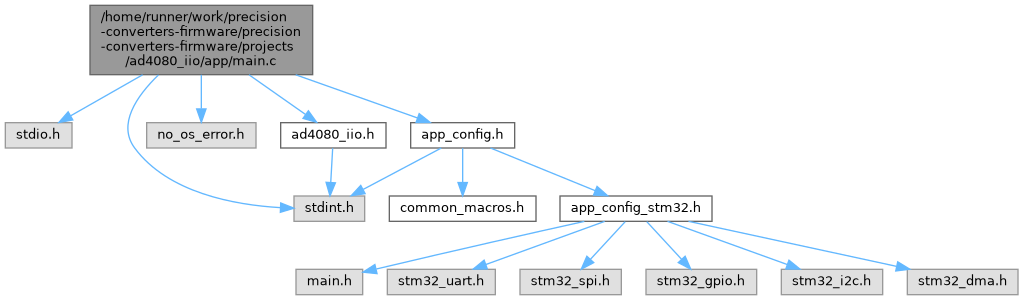 /home/runner/work/precision
-converters-firmware/precision
-converters-firmware/projects
/ad4080_iio/app/main.c
stdio.h
no_os_error.h
ad4080_iio.h
app_config.h
stdint.h
common_macros.h
app_config_stm32.h
main.h
stm32_uart.h
stm32_spi.h
stm32_gpio.h
stm32_i2c.h
stm32_dma.h